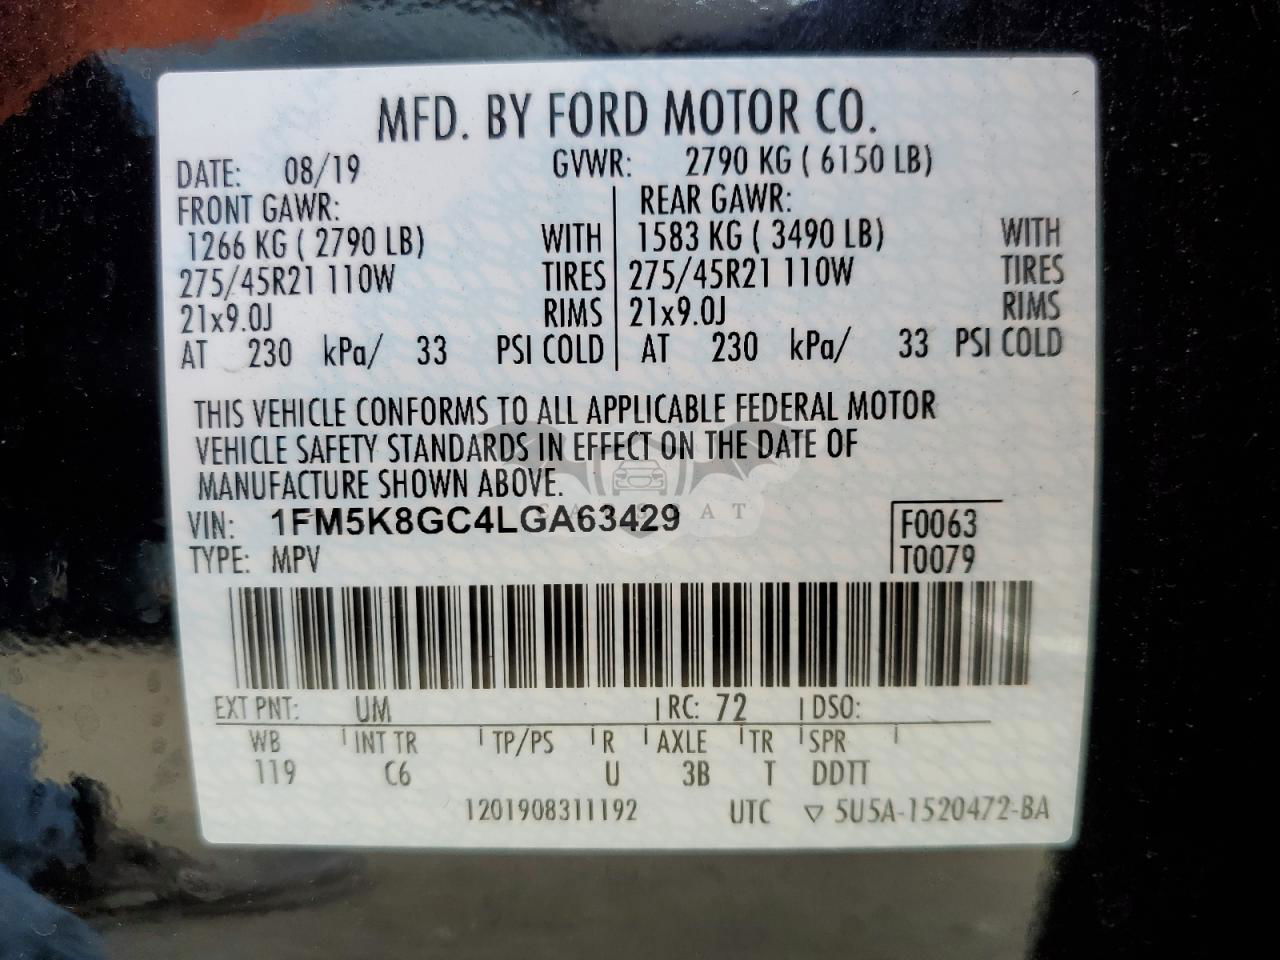 MFD. BY FORD MOTOR CO.
DATE: 08/19 GVWR: 2790 KG ( 6150 LB)
FRONT GAWR: REAR GAWR:
1266 KG ( 2790 LB) WITH 1583 KG ( 3490 LB) WITH
275/45R21 110W TIRES 275/45R21 110W TIRES
21x9.0J RIMS 21x9.0J RIMS
AT 230 kPa/ 33 PSI COLD AT 230 kPa/ 33 PSI COLD
THIS VEHICLE CONFORMS TO ALL APPLICABLE FEDERAL MOTOR
VEHICLE SAFETY STANDARDS IN EFFECT ON THE DATE OF
MANUFACTURE SHOWN ABOVE.
VIN: 1FM5K8GC4LGA63429 F0063
TYPE: MPV T0079
EXT PNT: UM RC: 72 DSO:
WB INT TR TP/PS R AXLE TR SPR
119 C6 U 3B T DDTT
1201908311192 UTC ▽ 5U5A-1520472-BA